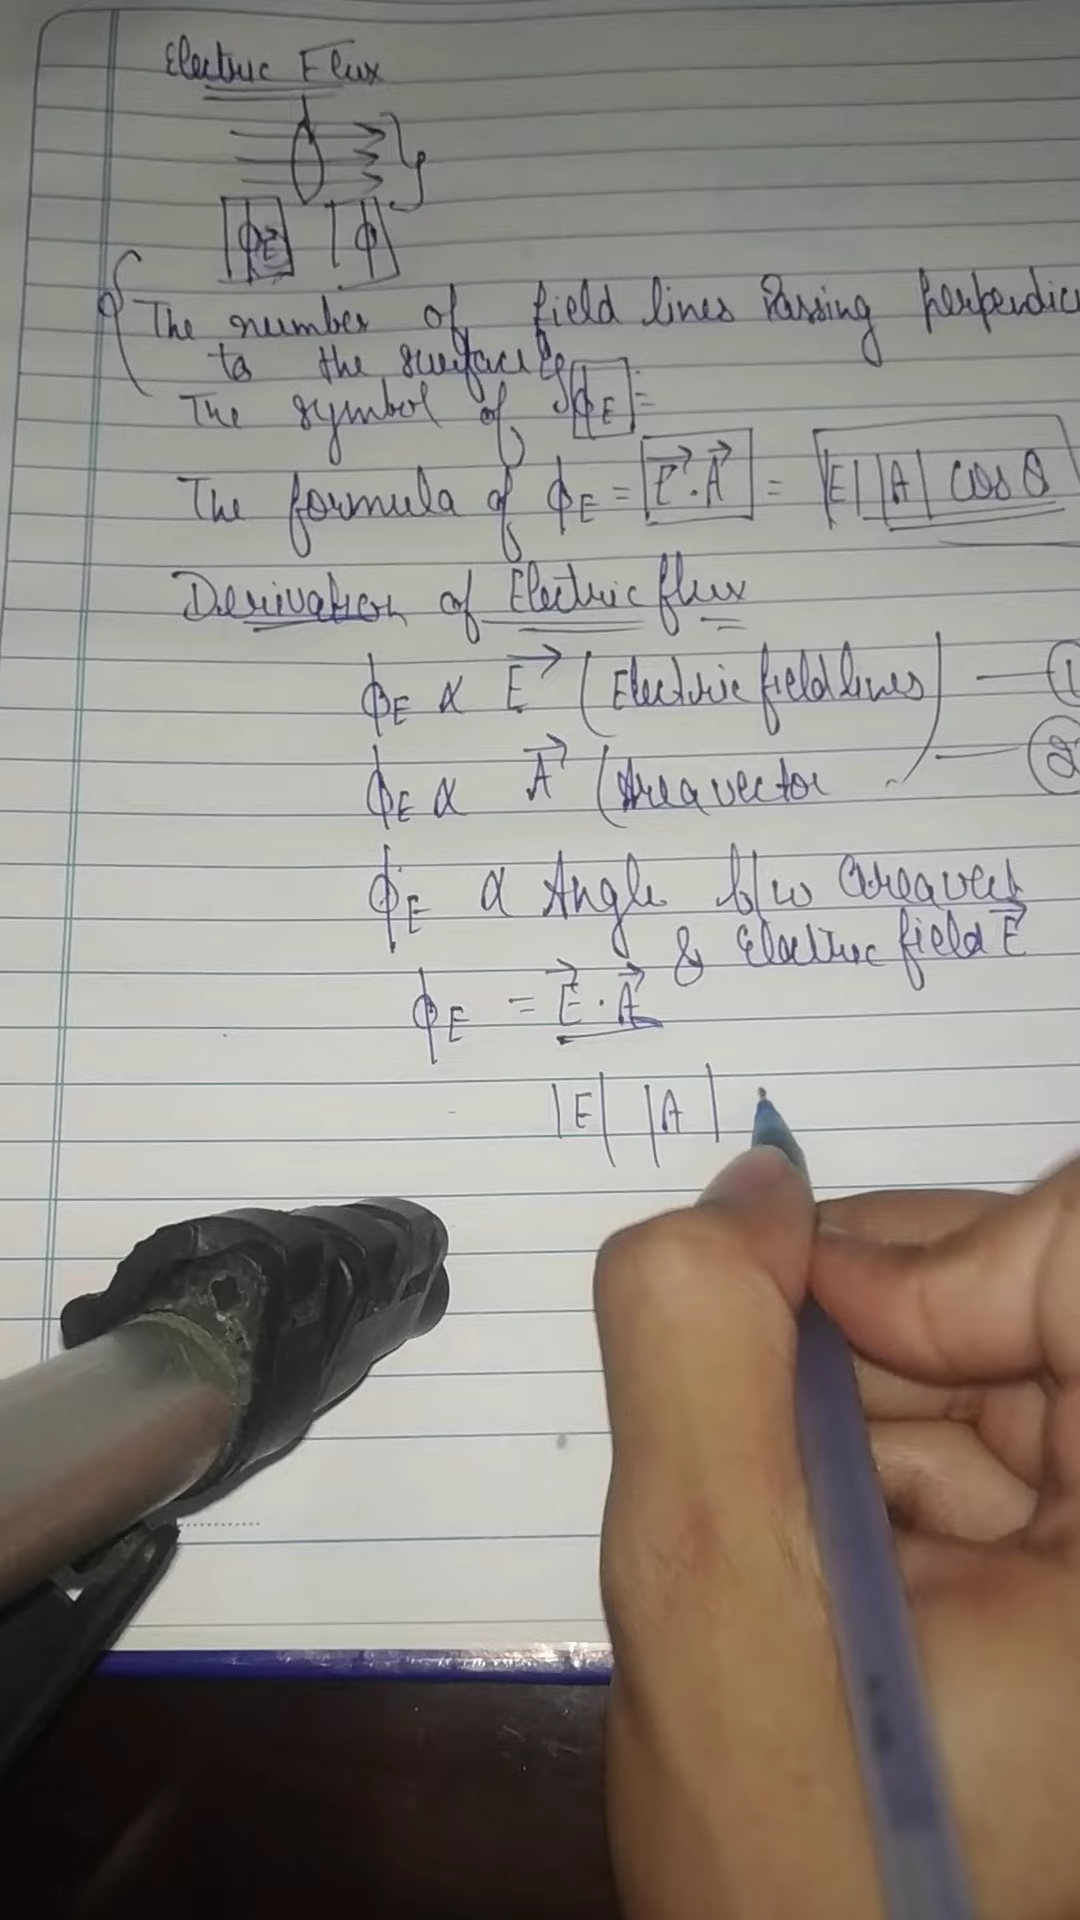 Electric Flux
ϕE ϕ
The number of field lines Passing perpendic
to the surface
The symbol of ϕE =
The formula of ϕE = E⃗ . A⃗ = |E| |A| cos θ
Derivation of Electric flux
ϕE α E⃗ (Electric field lines) — 1
ϕE α A⃗ (Area vector ) — 2
ϕE α Angle b/w Area vect
& Electric field E⃗
ϕE = E⃗ . A⃗
|E| |A|